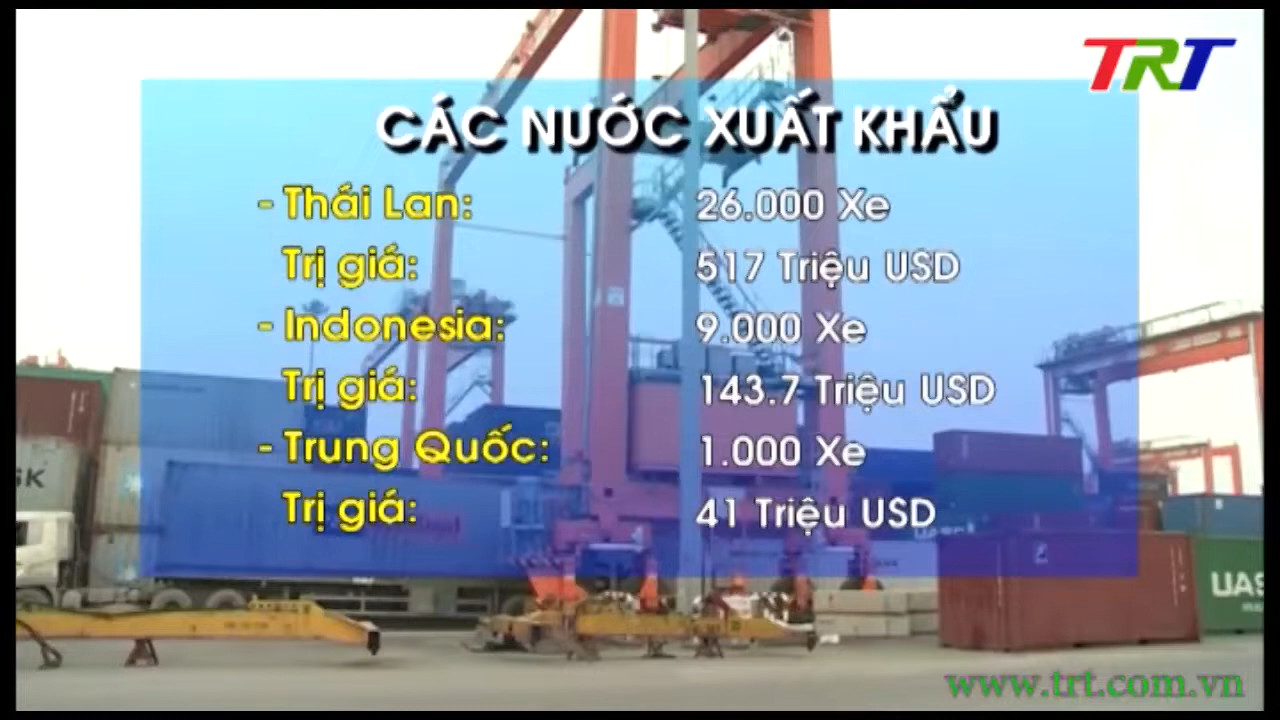 TRT
CÁC NƯỚC XUẤT KHẨU
- Thái Lan: 26.000 Xe
Trị giá: 517 Triệu USD
- Indonesia: 9.000 Xe
Trị giá: 143.7 Triệu USD
- Trung Quốc: 1.000 Xe
Trị giá: 41 Triệu USD
SK
UAS
www.trt.com.vn